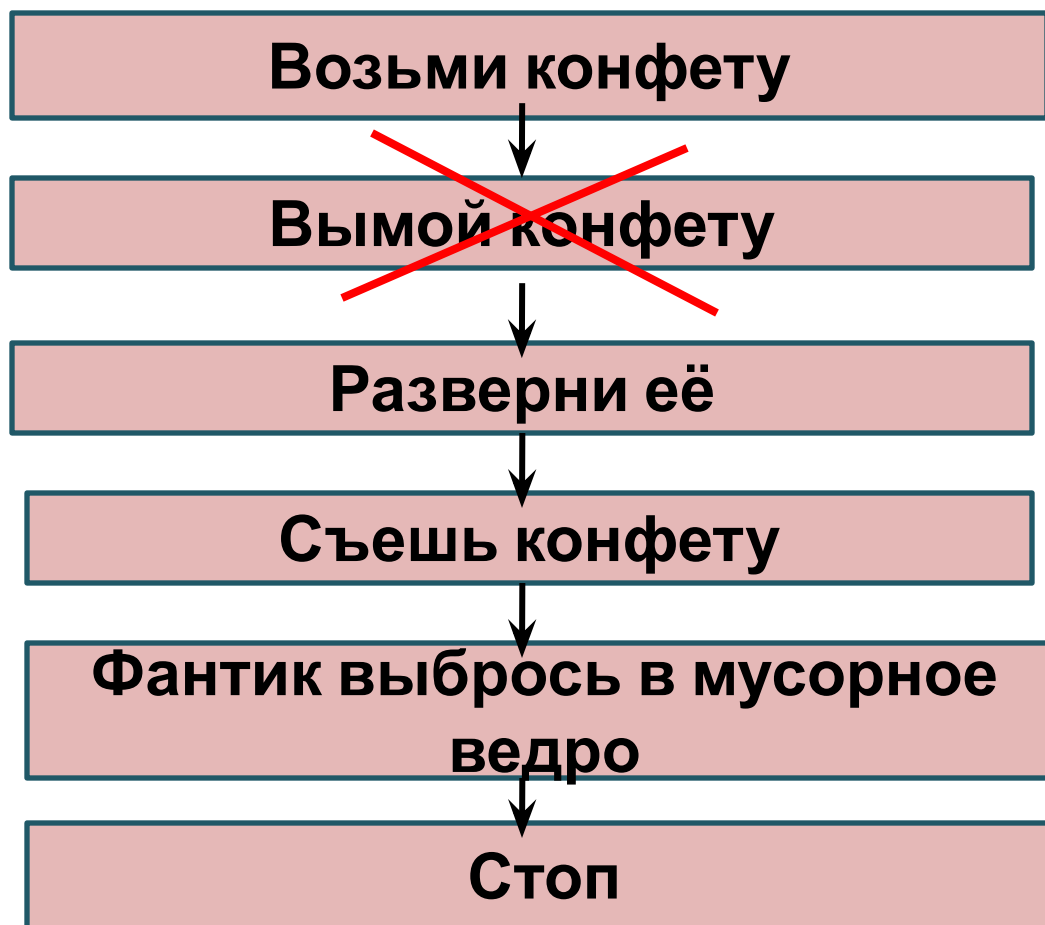 Возьми конфету
Вымой конфету
Разверни её
Съешь конфету
Фантик выбрось в мусорное
ведро
Стоп